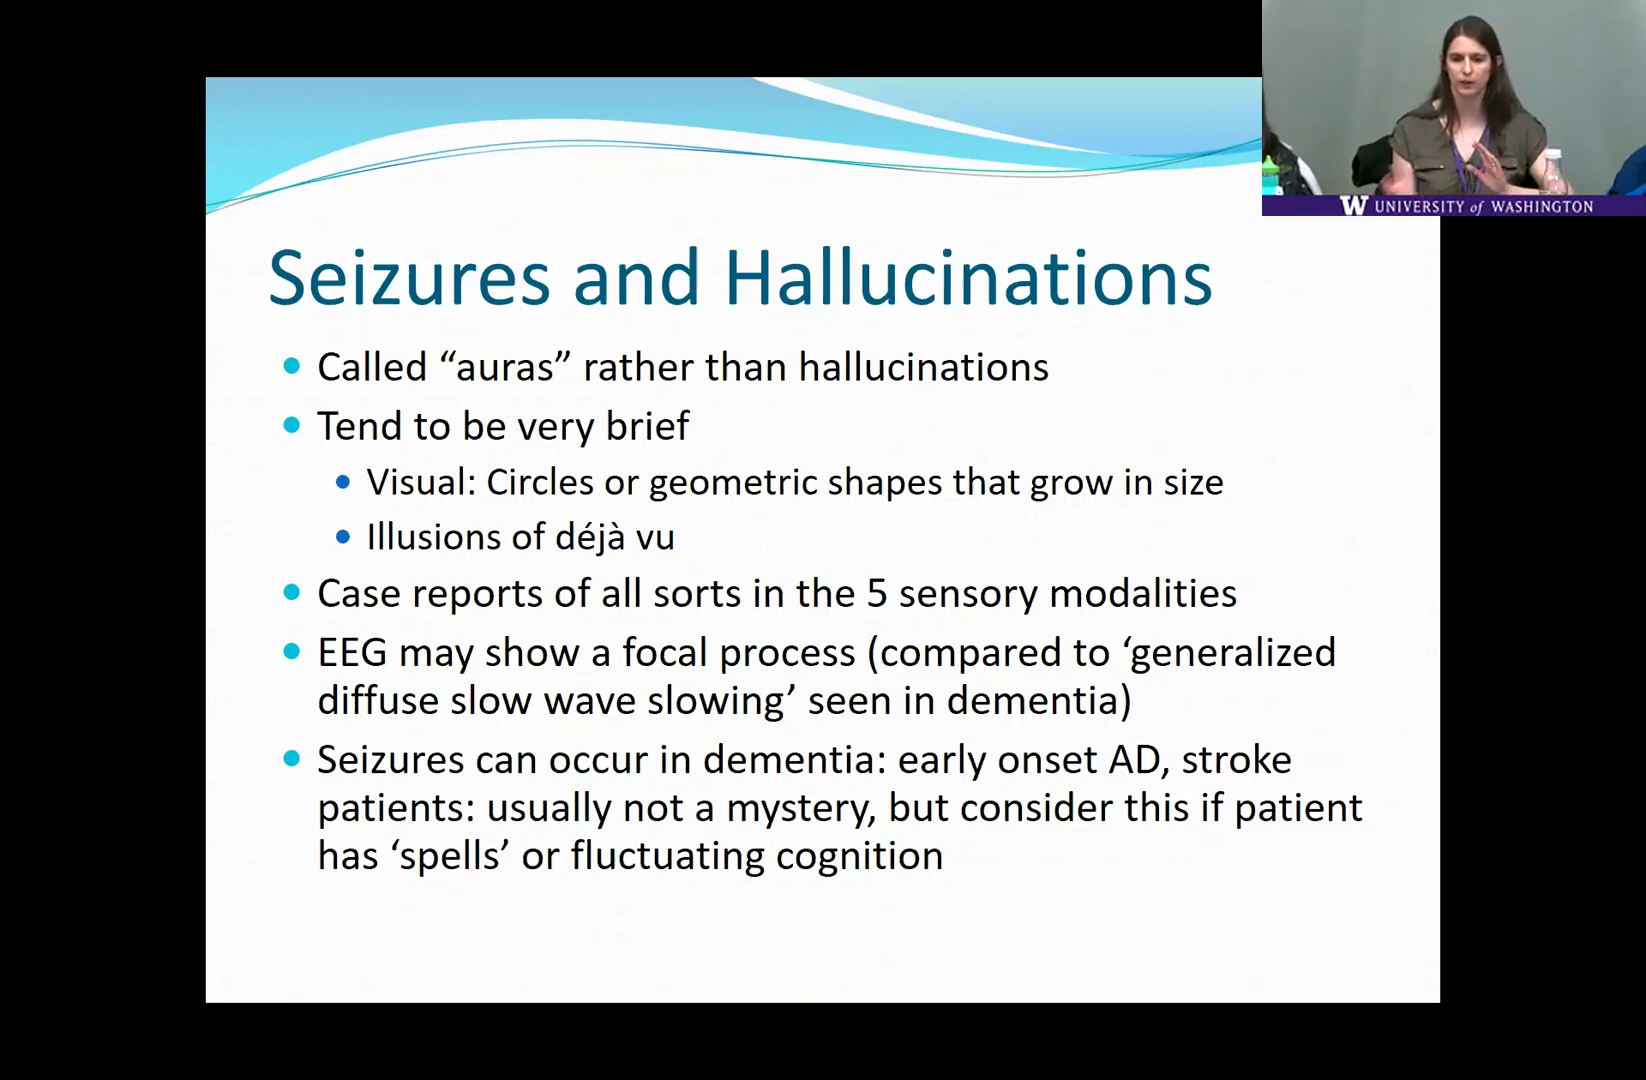 W UNIVERSITY of WASHINGTON
Seizures and Hallucinations
Called “auras” rather than hallucinations
Tend to be very brief
Visual: Circles or geometric shapes that grow in size
Illusions of déjà vu
Case reports of all sorts in the 5 sensory modalities
EEG may show a focal process (compared to ‘generalized
diffuse slow wave slowing’ seen in dementia)
Seizures can occur in dementia: early onset AD, stroke
patients: usually not a mystery, but consider this if patient
has ‘spells’ or fluctuating cognition